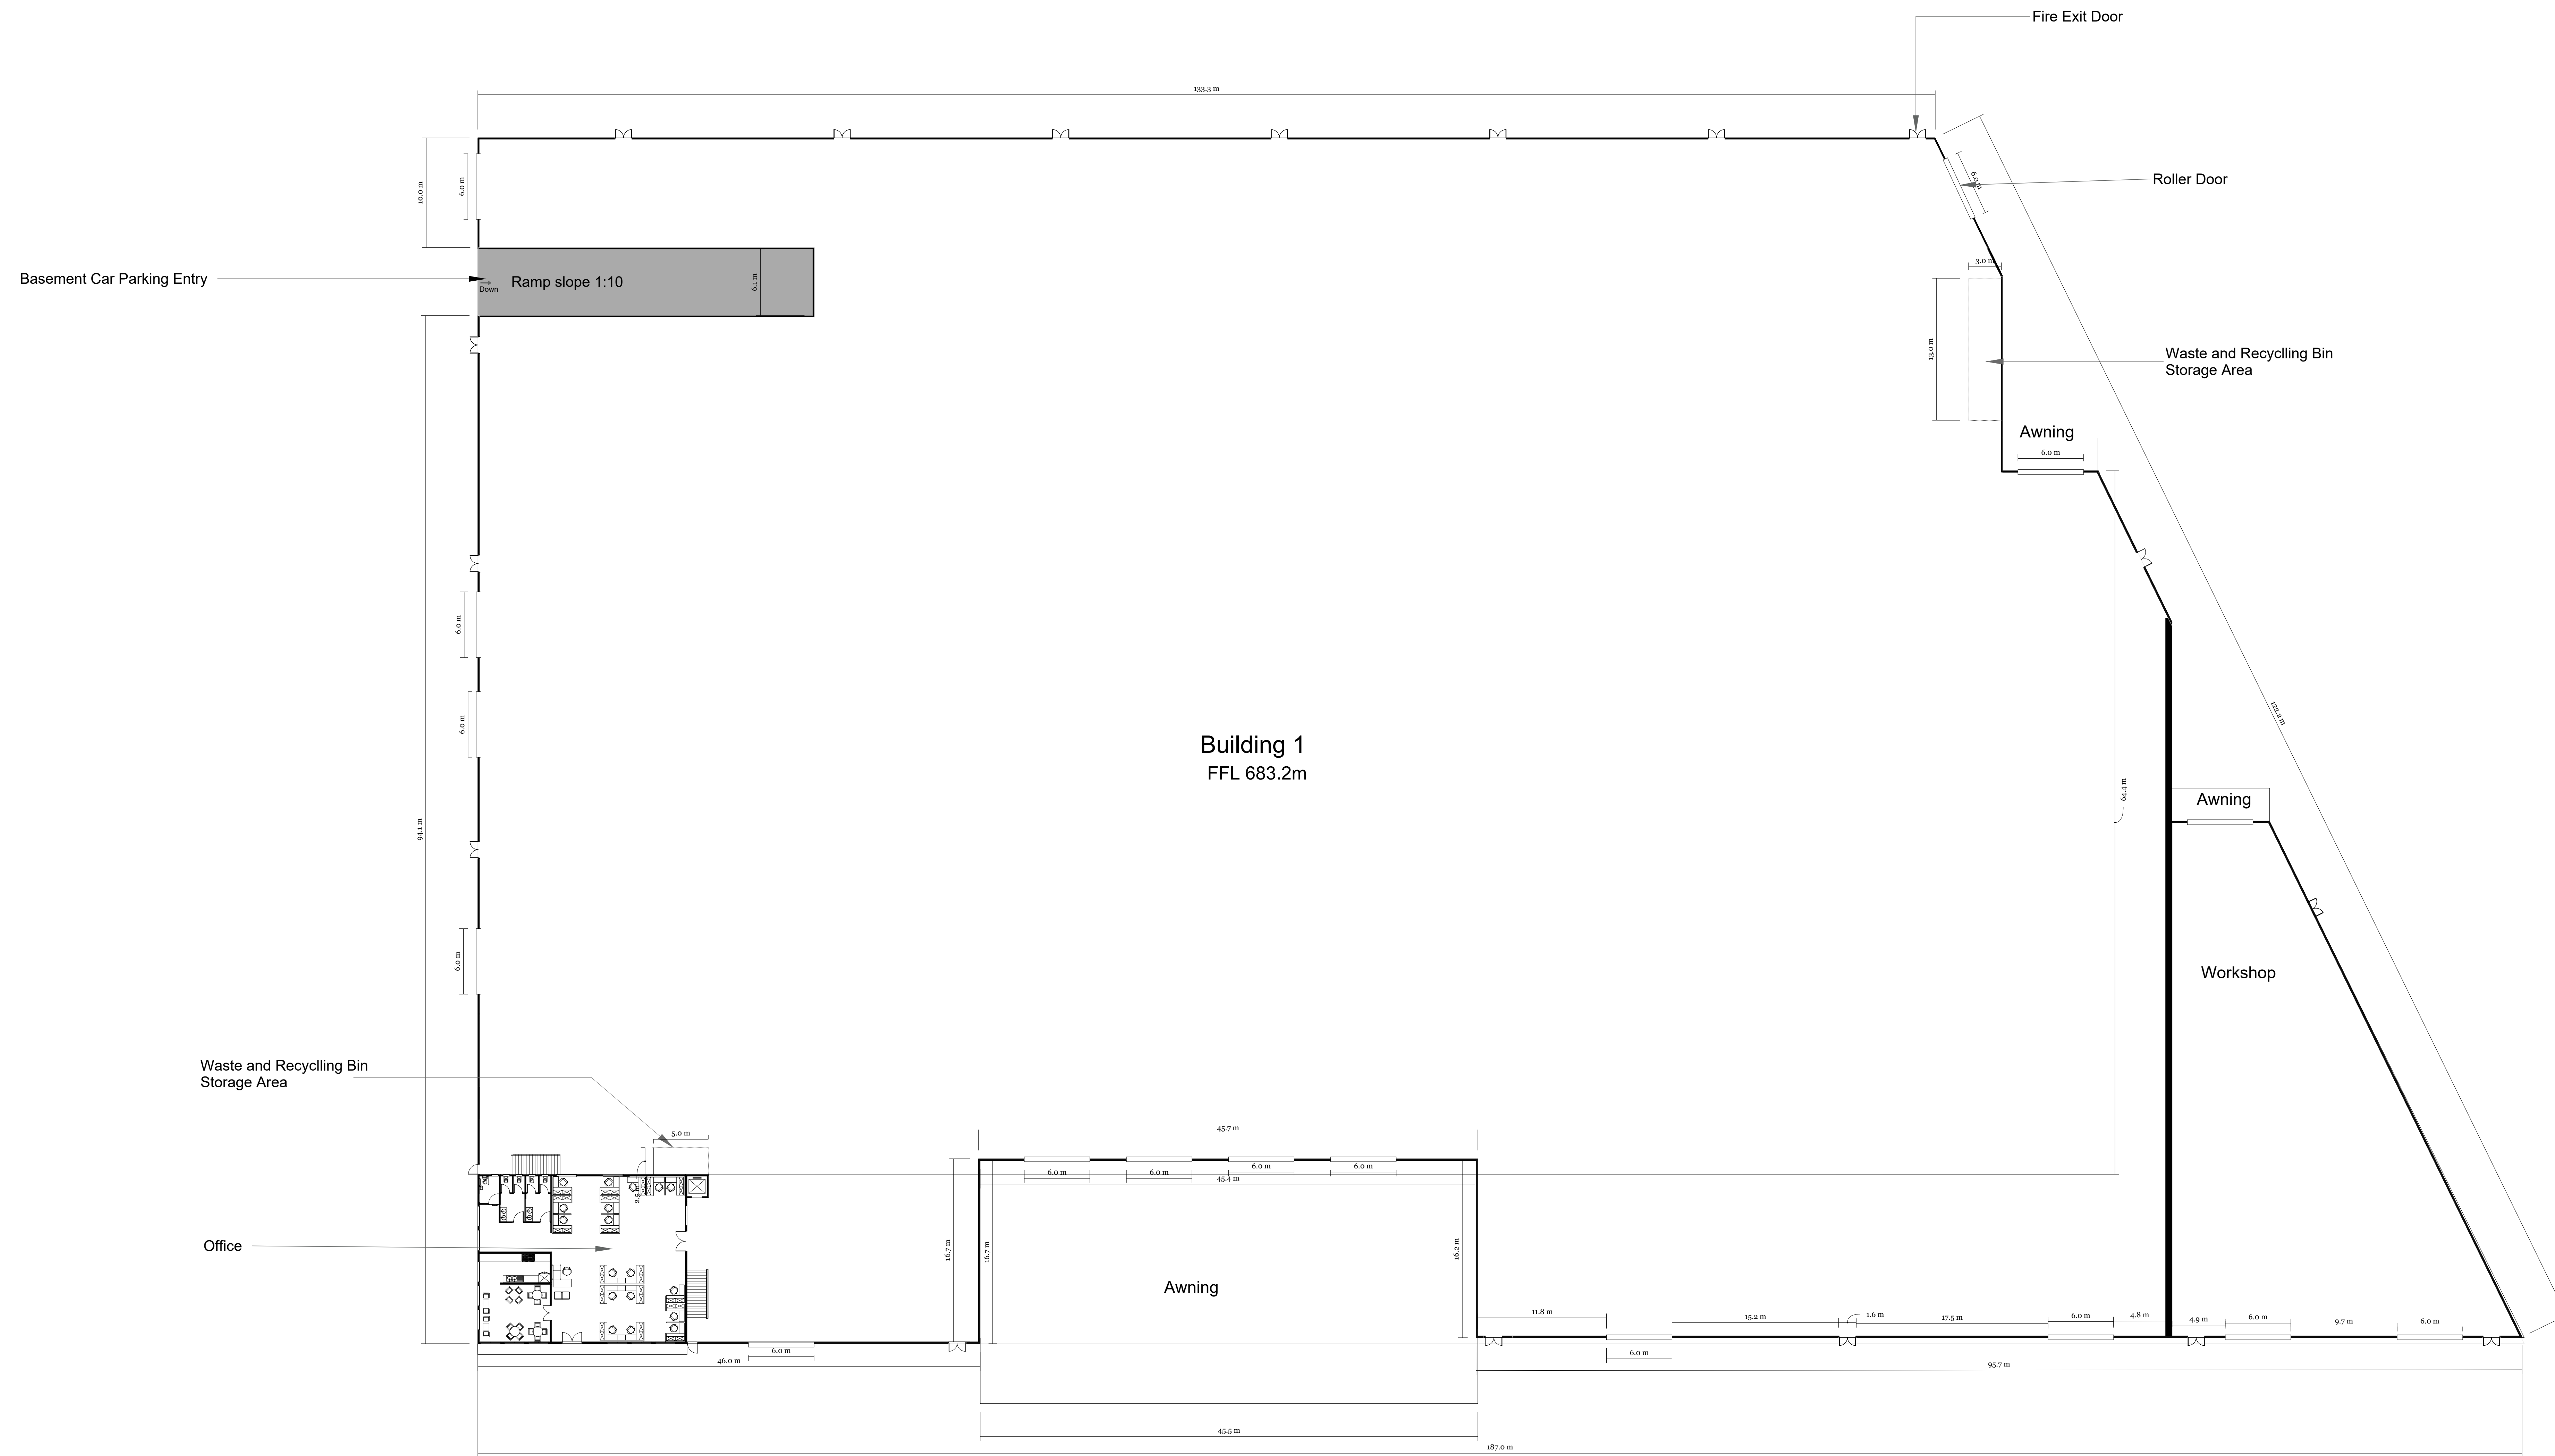 Fire Exit Door
133.3 m
10.0 m
6.0 m
6.0 m
Roller Door
3.0 m
Basement Car Parking Entry
Down
Ramp slope 1:10
6.1 m
13.0 m
Waste and Recyclling Bin
Storage Area
Awning
6.0 m
6.0 m
6.0 m
122.2 m
Building 1
FFL 683.2m
64.4 m
Awning
94.1 m
6.0 m
Workshop
Waste and Recyclling Bin
Storage Area
5.0 m
45.7 m
6.0 m
6.0 m
6.0 m
6.0 m
45.4 m
Office
16.7 m
16.7 m
16.2 m
Awning
11.8 m
15.2 m
1.6 m
17.5 m
6.0 m
4.8 m
4.9 m
6.0 m
9.7 m
6.0 m
6.0 m
6.0 m
46.0 m
95.7 m
45.5 m
187.0 m